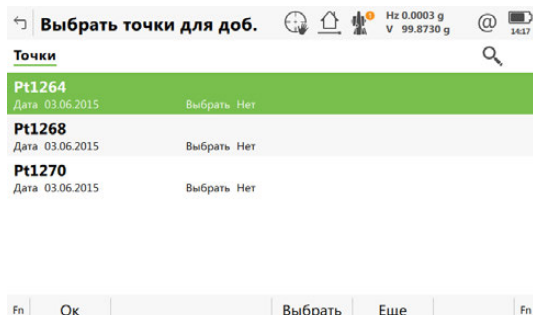 Выбрать точки для доб.
Hz 0.0003 g
V 99.8730 g
@
14:17
Точки
Pt1264
Дата 03.06.2015 Выбрать Нет
Pt1268
Дата 03.06.2015 Выбрать Нет
Pt1270
Дата 03.06.2015 Выбрать Нет
Fn Ок Выбрать Еще Fn